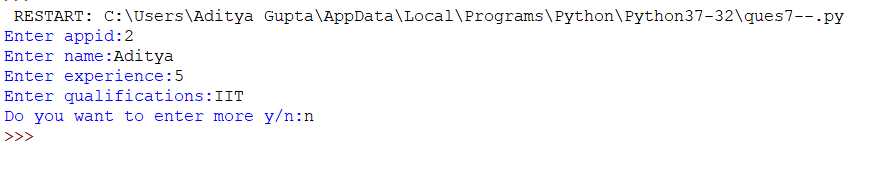 RESTART: C:\Users\Aditya Gupta\AppData\Local\Programs\Python\Python37-32\ques7--.py
Enter appid:2
Enter name:Aditya
Enter experience:5
Enter qualifications:IIT
Do you want to enter more y/n:n
>>>